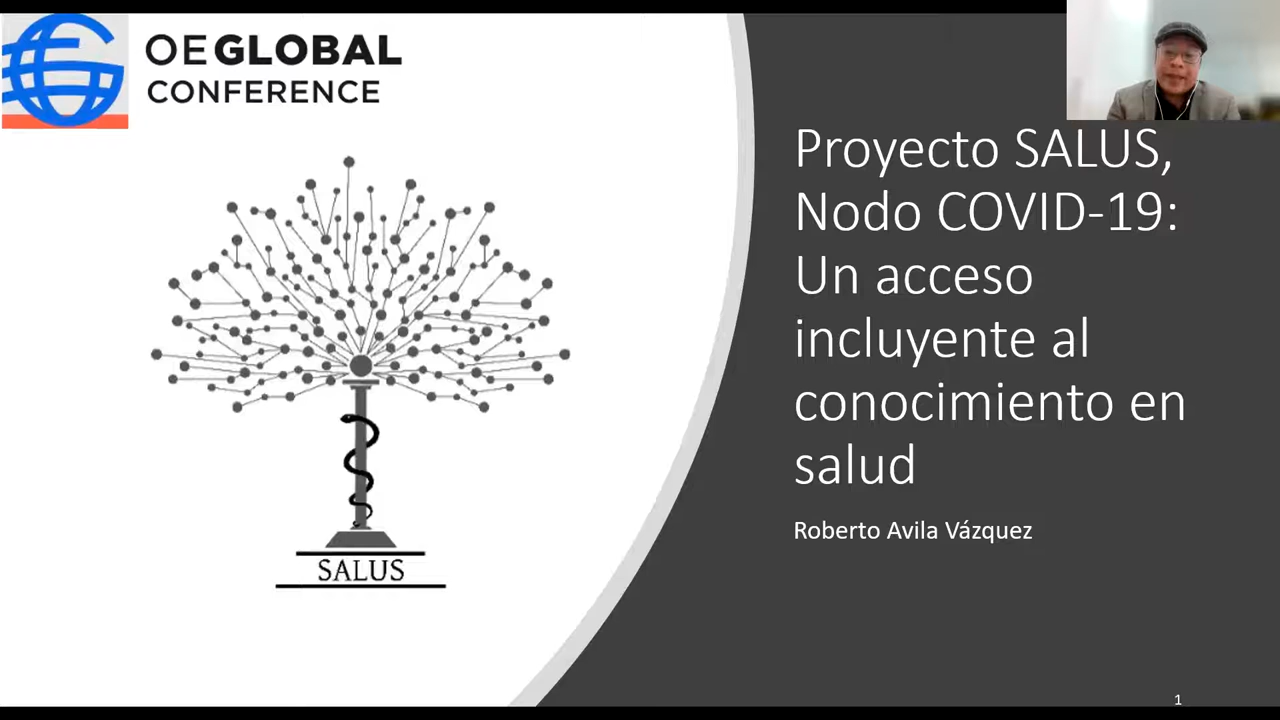 OEGLOBAL
CONFERENCE
SALUS
Proyecto SALUS,
Nodo COVID-19:
Un acceso
incluyente al
conocimiento en
salud
Roberto Avila Vázquez
1